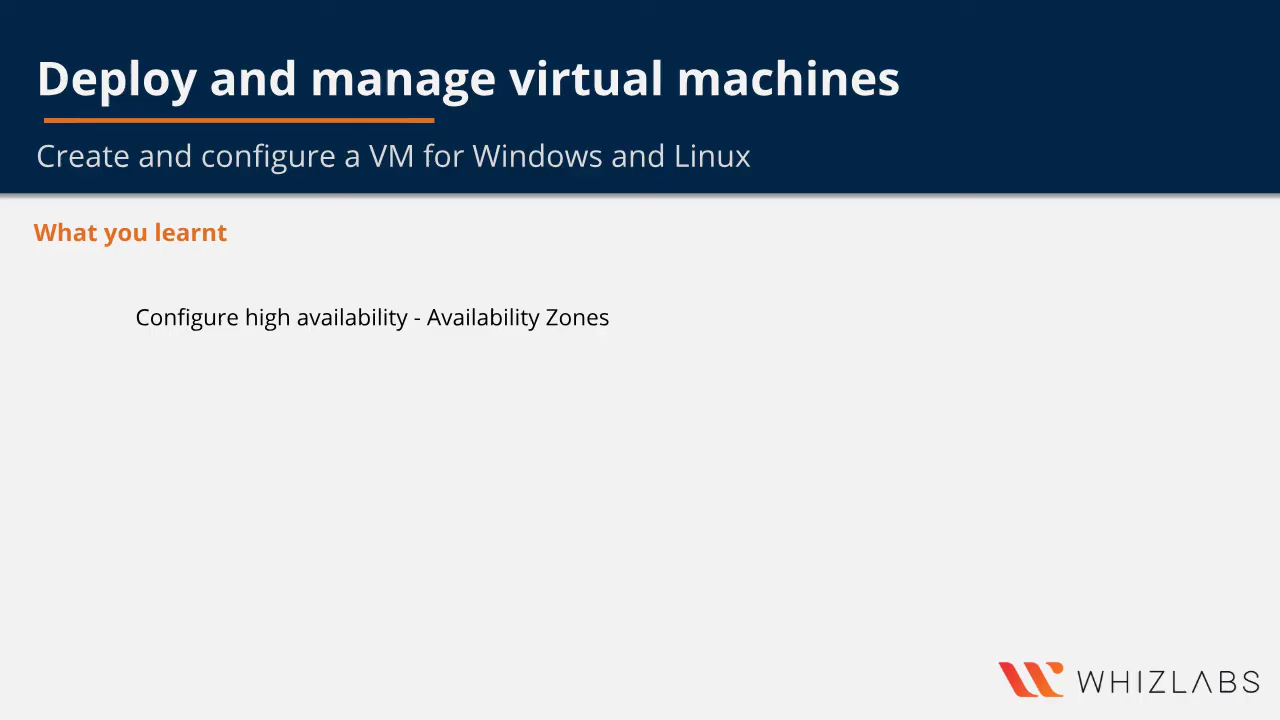 Deploy and manage virtual machines
Create and configure a VM for Windows and Linux
What you learnt
Configure high availability - Availability Zones
WHIZLABS